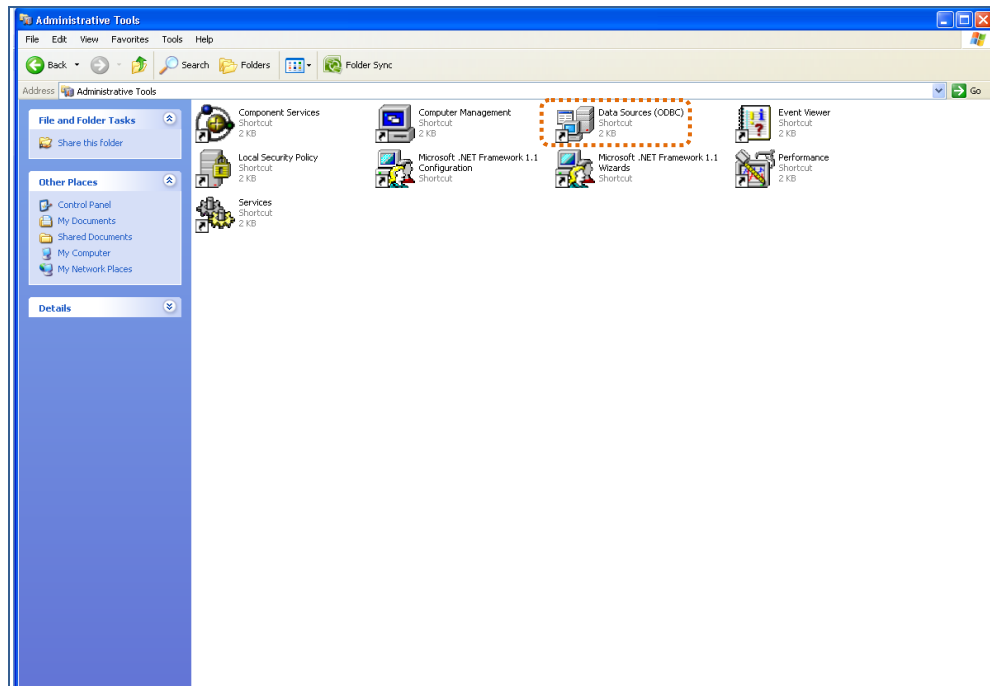 Administrative Tools
File Edit View Favorites Tools Help
Back Search Folders Folder Sync
Address Administrative Tools Go
File and Folder Tasks
Share this folder
Other Places
Control Panel
My Documents
Shared Documents
My Computer
My Network Places
Details
Component Services
Shortcut
2 KB
Computer Management
Shortcut
2 KB
Data Sources (ODBC)
Shortcut
2 KB
Event Viewer
Shortcut
2 KB
Local Security Policy
Shortcut
2 KB
Microsoft .NET Framework 1.1
Configuration
Shortcut
Microsoft .NET Framework 1.1
Wizards
Shortcut
Performance
Shortcut
2 KB
Services
Shortcut
2 KB